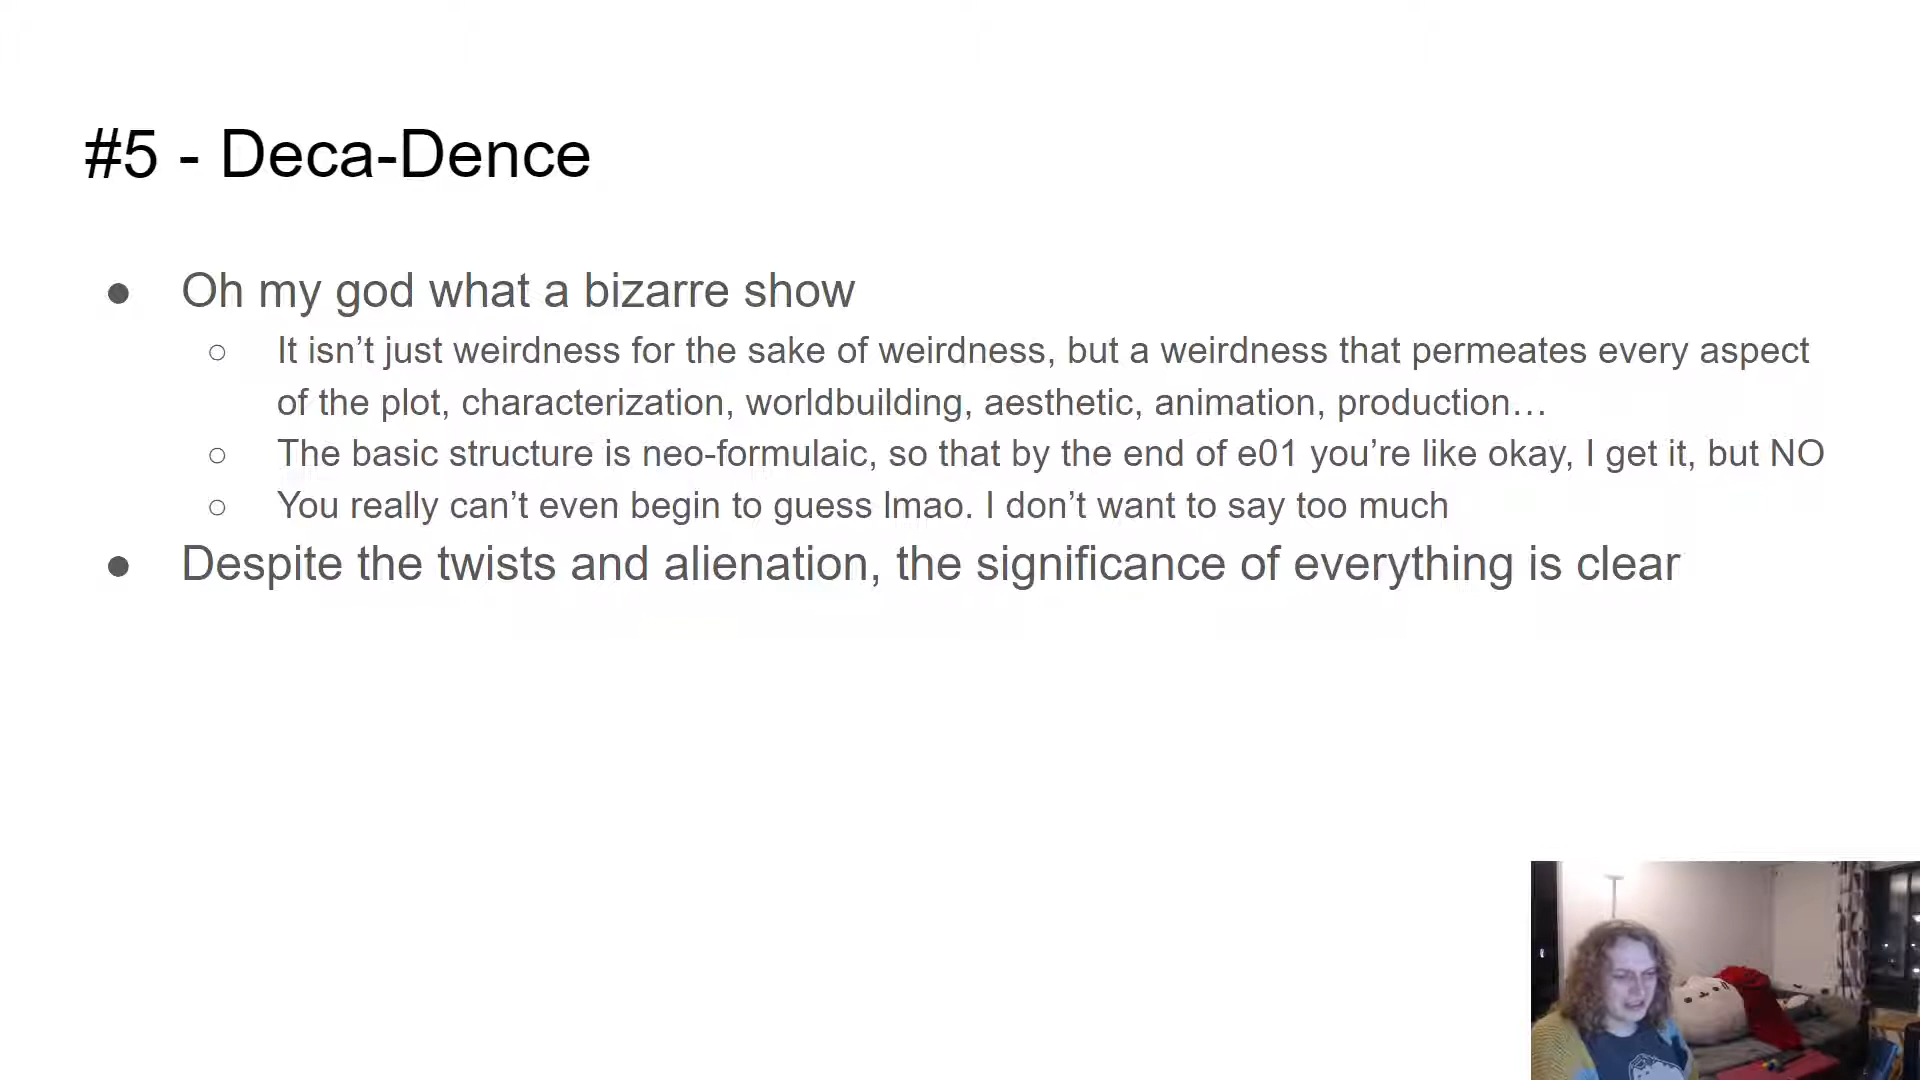 #5 - Deca-Dence
● Oh my god what a bizarre show
○ It isn’t just weirdness for the sake of weirdness, but a weirdness that permeates every aspect
of the plot, characterization, worldbuilding, aesthetic, animation, production…
○ The basic structure is neo-formulaic, so that by the end of e01 you’re like okay, I get it, but NO
○ You really can’t even begin to guess lmao. I don’t want to say too much
● Despite the twists and alienation, the significance of everything is clear